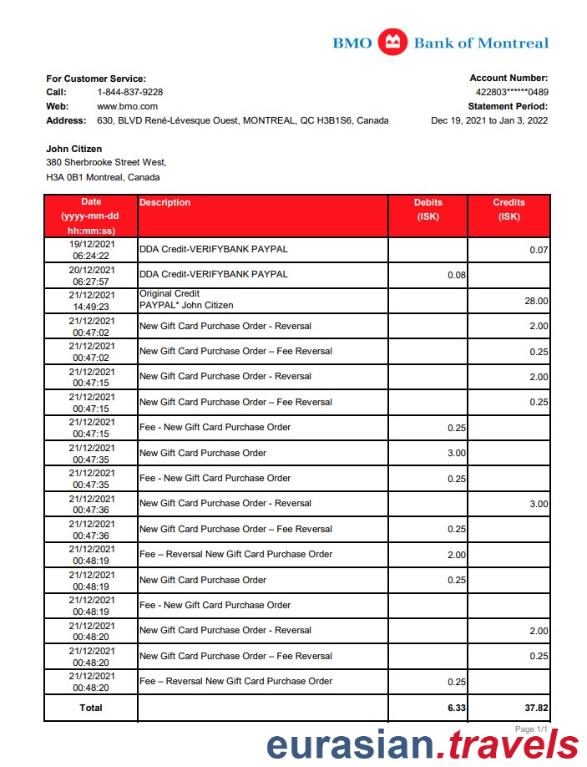 BMO Bank of Montreal
For Customer Service:
Call: 1-844-837-9228
Web: www.bmo.com
Address: 630, BLVD René-Lévesque Ouest, MONTREAL, QC H3B1S6, Canada
Account Number:
422803******0489
Statement Period:
Dec 19, 2021 to Jan 3, 2022
John Citizen
380 Sherbrooke Street West,
H3A 0B1 Montreal, Canada
Date (yyyy-mm-dd hh:mm:ss) Description Debits (ISK) Credits (ISK)
19/12/2021 06:24:22 DDA Credit-VERIFYBANK PAYPAL 0.07
20/12/2021 06:27:57 DDA Credit-VERIFYBANK PAYPAL 0.08
21/12/2021 14:49:23 Original Credit PAYPAL* John Citizen 28.00
21/12/2021 00:47:02 New Gift Card Purchase Order - Reversal 2.00
21/12/2021 00:47:02 New Gift Card Purchase Order – Fee Reversal 0.25
21/12/2021 00:47:15 New Gift Card Purchase Order - Reversal 2.00
21/12/2021 00:47:15 New Gift Card Purchase Order – Fee Reversal 0.25
21/12/2021 00:47:15 Fee - New Gift Card Purchase Order 0.25
21/12/2021 00:47:35 New Gift Card Purchase Order 3.00
21/12/2021 00:47:35 Fee - New Gift Card Purchase Order 0.25
21/12/2021 00:47:36 New Gift Card Purchase Order - Reversal 3.00
21/12/2021 00:47:36 New Gift Card Purchase Order – Fee Reversal 0.25
21/12/2021 00:48:19 Fee – Reversal New Gift Card Purchase Order 2.00
21/12/2021 00:48:19 New Gift Card Purchase Order 0.25
21/12/2021 00:48:19 Fee - New Gift Card Purchase Order
21/12/2021 00:48:20 New Gift Card Purchase Order - Reversal 2.00
21/12/2021 00:48:20 New Gift Card Purchase Order – Fee Reversal 0.25
21/12/2021 00:48:20 Fee – Reversal New Gift Card Purchase Order 0.25
Total 6.33 37.82
Page 1/1
eurasian.travels